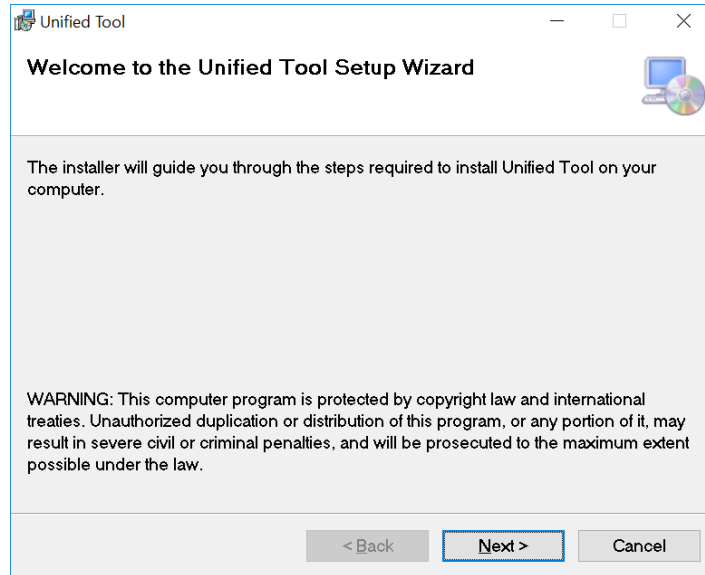 Unified Tool
Welcome to the Unified Tool Setup Wizard
The installer will guide you through the steps required to install Unified Tool on your
computer.
WARNING: This computer program is protected by copyright law and international
treaties. Unauthorized duplication or distribution of this program, or any portion of it, may
result in severe civil or criminal penalties, and will be prosecuted to the maximum extent
possible under the law.
< Back
Next >
Cancel